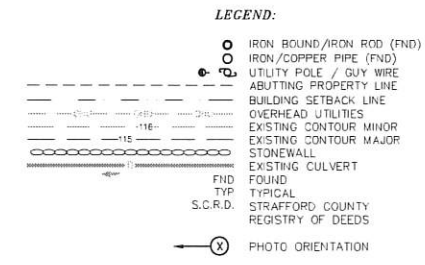 LEGEND:
IRON BOUND/IRON ROD (FND)
IRON/COPPER PIPE (FND)
UTILITY POLE / GUY WIRE
ABUTTING PROPERTY LINE
BUILDING SETBACK LINE
OVERHEAD UTILITIES
116 EXISTING CONTOUR MINOR
115 EXISTING CONTOUR MAJOR
STONEWALL
EXISTING CULVERT
FND FOUND
TYP TYPICAL
S.C.R.D. STRAFFORD COUNTY
REGISTRY OF DEEDS
X PHOTO ORIENTATION